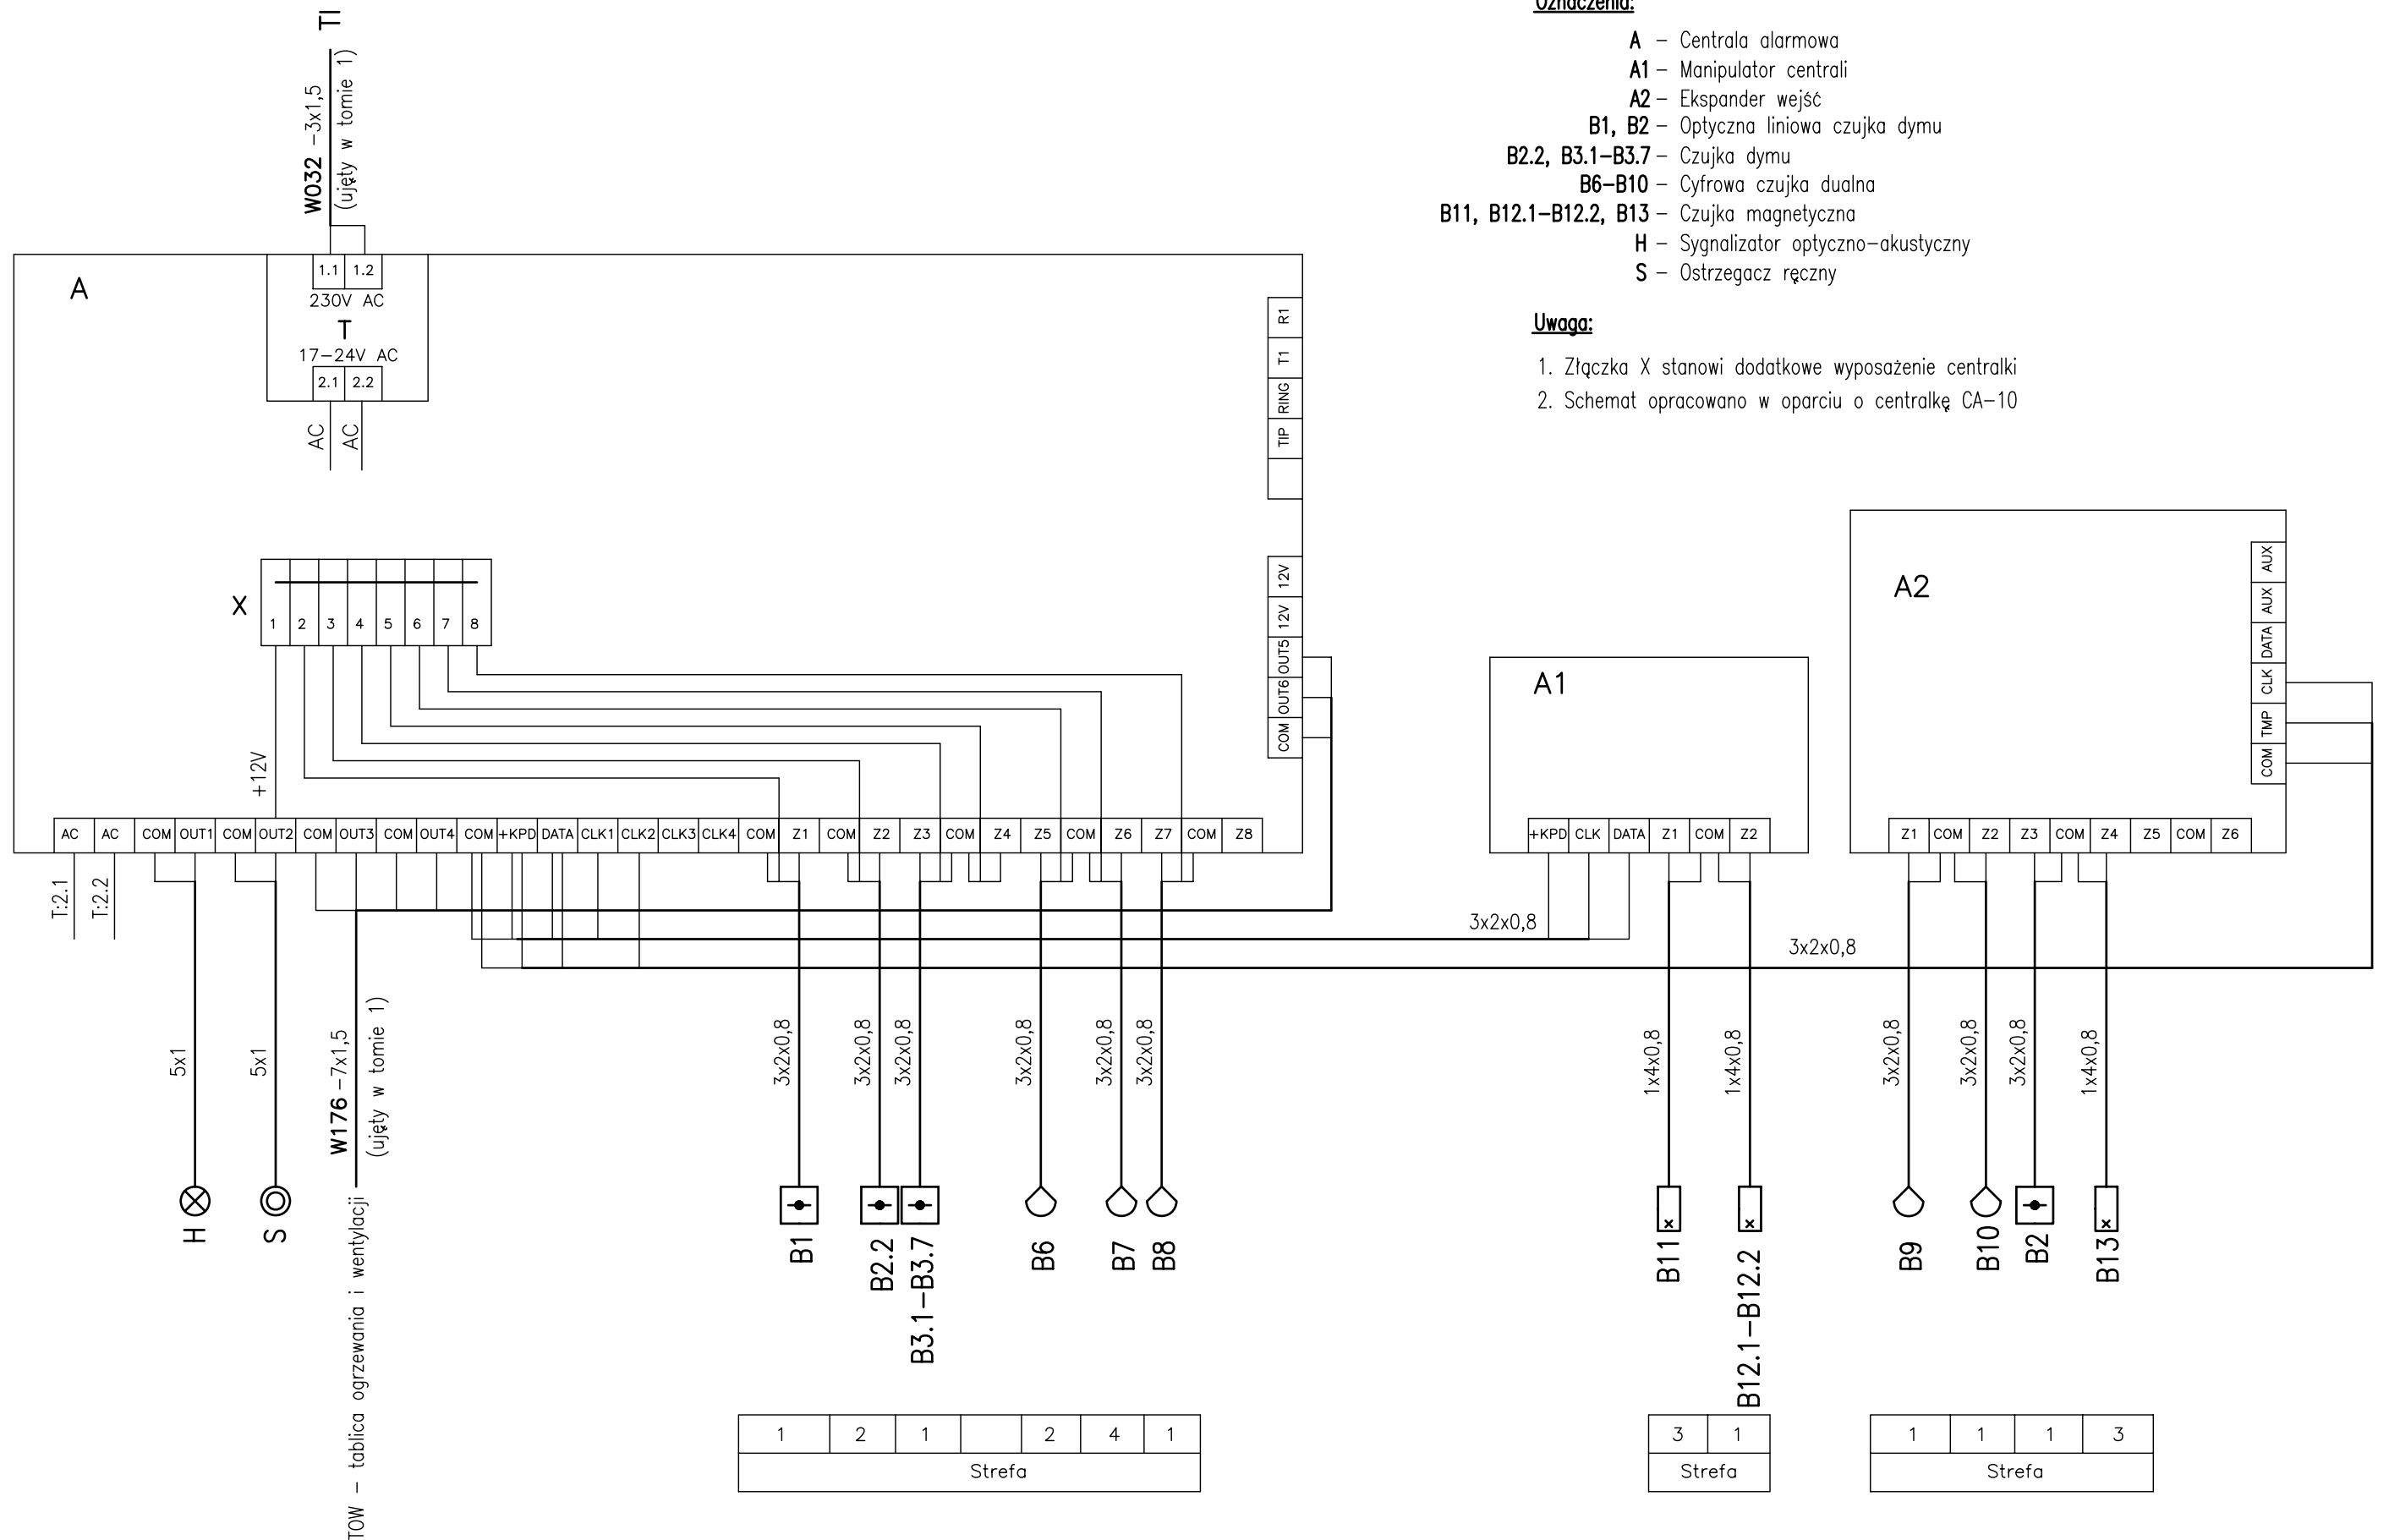 Oznaczenia:
A – Centrala alarmowa
A1 – Manipulator centrali
A2 – Ekspander wejść
B1, B2 – Optyczna liniowa czujka dymu
B2.2, B3.1–B3.7 – Czujka dymu
B6–B10 – Cyfrowa czujka dualna
B11, B12.1–B12.2, B13 – Czujka magnetyczna
H – Sygnalizator optyczno–akustyczny
S – Ostrzegacz ręczny
Uwaga:
1. Złączka X stanowi dodatkowe wyposażenie centralki
2. Schemat opracowano w oparciu o centralkę CA–10
TI
W032 –3x1,5
(ujęty w tomie 1)
A
1.1 1.2
230V AC
T
17–24V AC
2.1 2.2
AC AC
R1
T1
RING
TIP
12V
12V
OUT5
OUT6
COM
X
1 2 3 4 5 6 7 8
+12V
AC AC COM OUT1 COM OUT2 COM OUT3 COM OUT4 COM +KPD DATA CLK1 CLK2 CLK3 CLK4 COM Z1 COM Z2 Z3 COM Z4 Z5 COM Z6 Z7 COM Z8
T:2.1 T:2.2
A1
+KPD CLK DATA Z1 COM Z2
A2
AUX
AUX
DATA
CLK
TMP
COM
Z1 COM Z2 Z3 COM Z4 Z5 COM Z6
3x2x0,8
3x2x0,8
5x1 5x1
W176 –7x1,5
(ujęty w tomie 1)
3x2x0,8 3x2x0,8 3x2x0,8 3x2x0,8 3x2x0,8 3x2x0,8
1x4x0,8 1x4x0,8
3x2x0,8 3x2x0,8 3x2x0,8 1x4x0,8
H S
TOW – tablica ogrzewania i wentylacji
B1 B2.2 B3.1–B3.7 B6 B7 B8
B11 B12.1–B12.2
B9 B10 B2 B13
1 2 1 2 4 1
Strefa
3 1
Strefa
1 1 1 3
Strefa